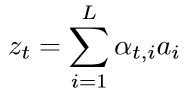 $z_t = \sum_{i=1}^{L} \alpha_{t,i} a_i$